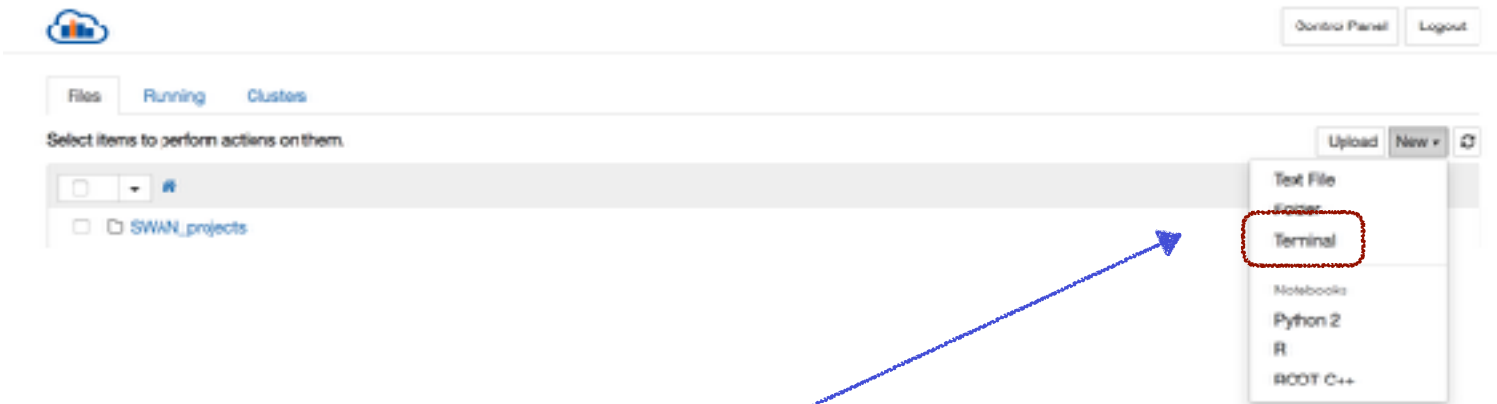 Control Panel Logout
Files Running Clusters
Select items to perform actions on them.
Upload New
Text File
Folder
SWAN_projects
Terminal
Notebooks
Python 2
R
ROOT C++